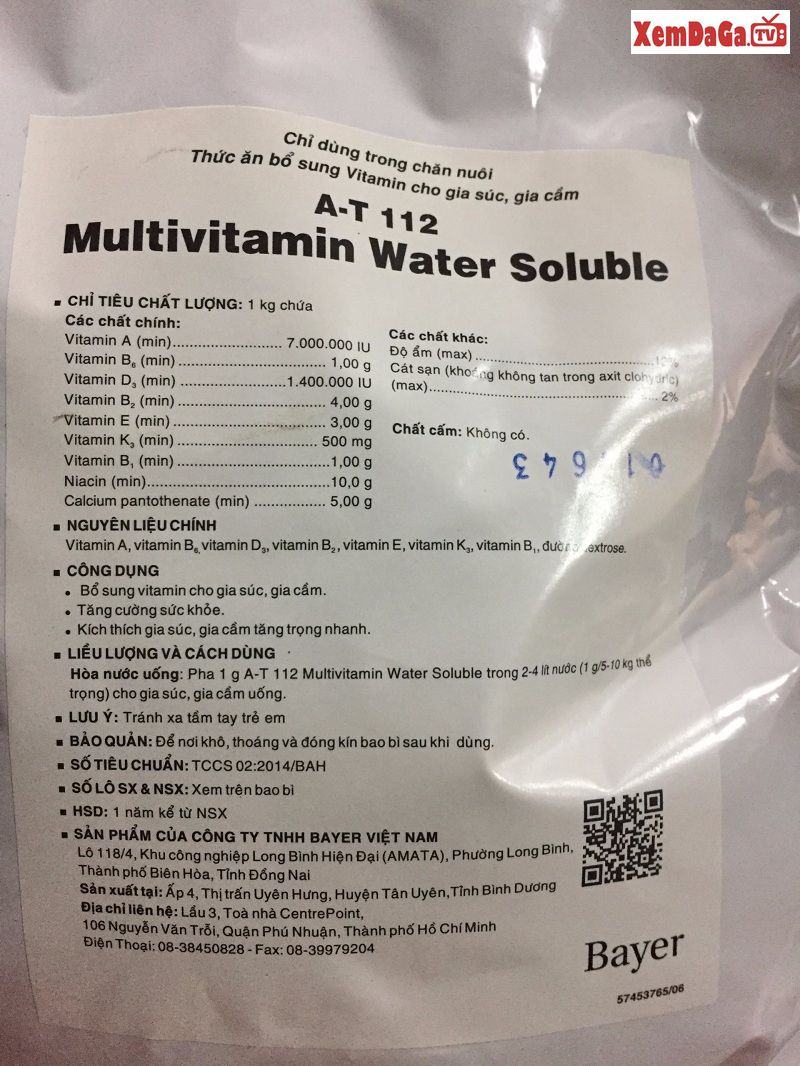 XemDaGa.TV
Chỉ dùng trong chăn nuôi
Thức ăn bổ sung Vitamin cho gia súc, gia cầm
A-T 112
Multivitamin Water Soluble
▪ CHỈ TIÊU CHẤT LƯỢNG: 1 kg chứa
Các chất chính:
Vitamin A (min)......................... 7.000.000 IU
Vitamin B₆ (min).................................. 1,00 g
Vitamin D₃ (min) ........................1.400.000 IU
Vitamin B₂ (min) ................................. 4,00 g
Vitamin E (min).................................... 3,00 g
Vitamin K₃ (min) .............................. 500 mg
Vitamin B₁ (min)...................................1,00 g
Niacin (min)..........................................10,0 g
Calcium pantothenate (min) ................. 5,00 g
Các chất khác:
Độ ẩm (max) ..........................................
Cát sạn (khoáng không tan trong axit clohydric)
(max)..................................................... 2%
Chất cấm: Không có.
643
▪ NGUYÊN LIỆU CHÍNH
Vitamin A, vitamin B₆, vitamin D₃, vitamin B₂, vitamin E, vitamin K₃, vitamin B₁, đường dextrose.
▪ CÔNG DỤNG
• Bổ sung vitamin cho gia súc, gia cầm.
• Tăng cường sức khỏe.
• Kích thích gia súc, gia cầm tăng trọng nhanh.
▪ LIỀU LƯỢNG VÀ CÁCH DÙNG
Hòa nước uống: Pha 1 g A-T 112 Multivitamin Water Soluble trong 2-4 lít nước (1 g/5-10 kg thể
trọng) cho gia súc, gia cầm uống.
▪ LƯU Ý: Tránh xa tầm tay trẻ em
▪ BẢO QUẢN: Để nơi khô, thoáng và đóng kín bao bì sau khi dùng.
▪ SỐ TIÊU CHUẨN: TCCS 02:2014/BAH
▪ SỐ LÔ SX & NSX: Xem trên bao bì
▪ HSD: 1 năm kể từ NSX
▪ SẢN PHẨM CỦA CÔNG TY TNHH BAYER VIỆT NAM
Lô 118/4, Khu công nghiệp Long Bình Hiện Đại (AMATA), Phường Long Bình,
Thành phố Biên Hòa, Tỉnh Đồng Nai
Sản xuất tại: Ấp 4, Thị trấn Uyên Hưng, Huyện Tân Uyên,Tỉnh Bình Dương
Địa chỉ liên hệ: Lầu 3, Toà nhà CentrePoint,
106 Nguyễn Văn Trỗi, Quận Phú Nhuận, Thành phố Hồ Chí Minh
Điện Thoại: 08-38450828 - Fax: 08-39979204
Bayer
57453765/06